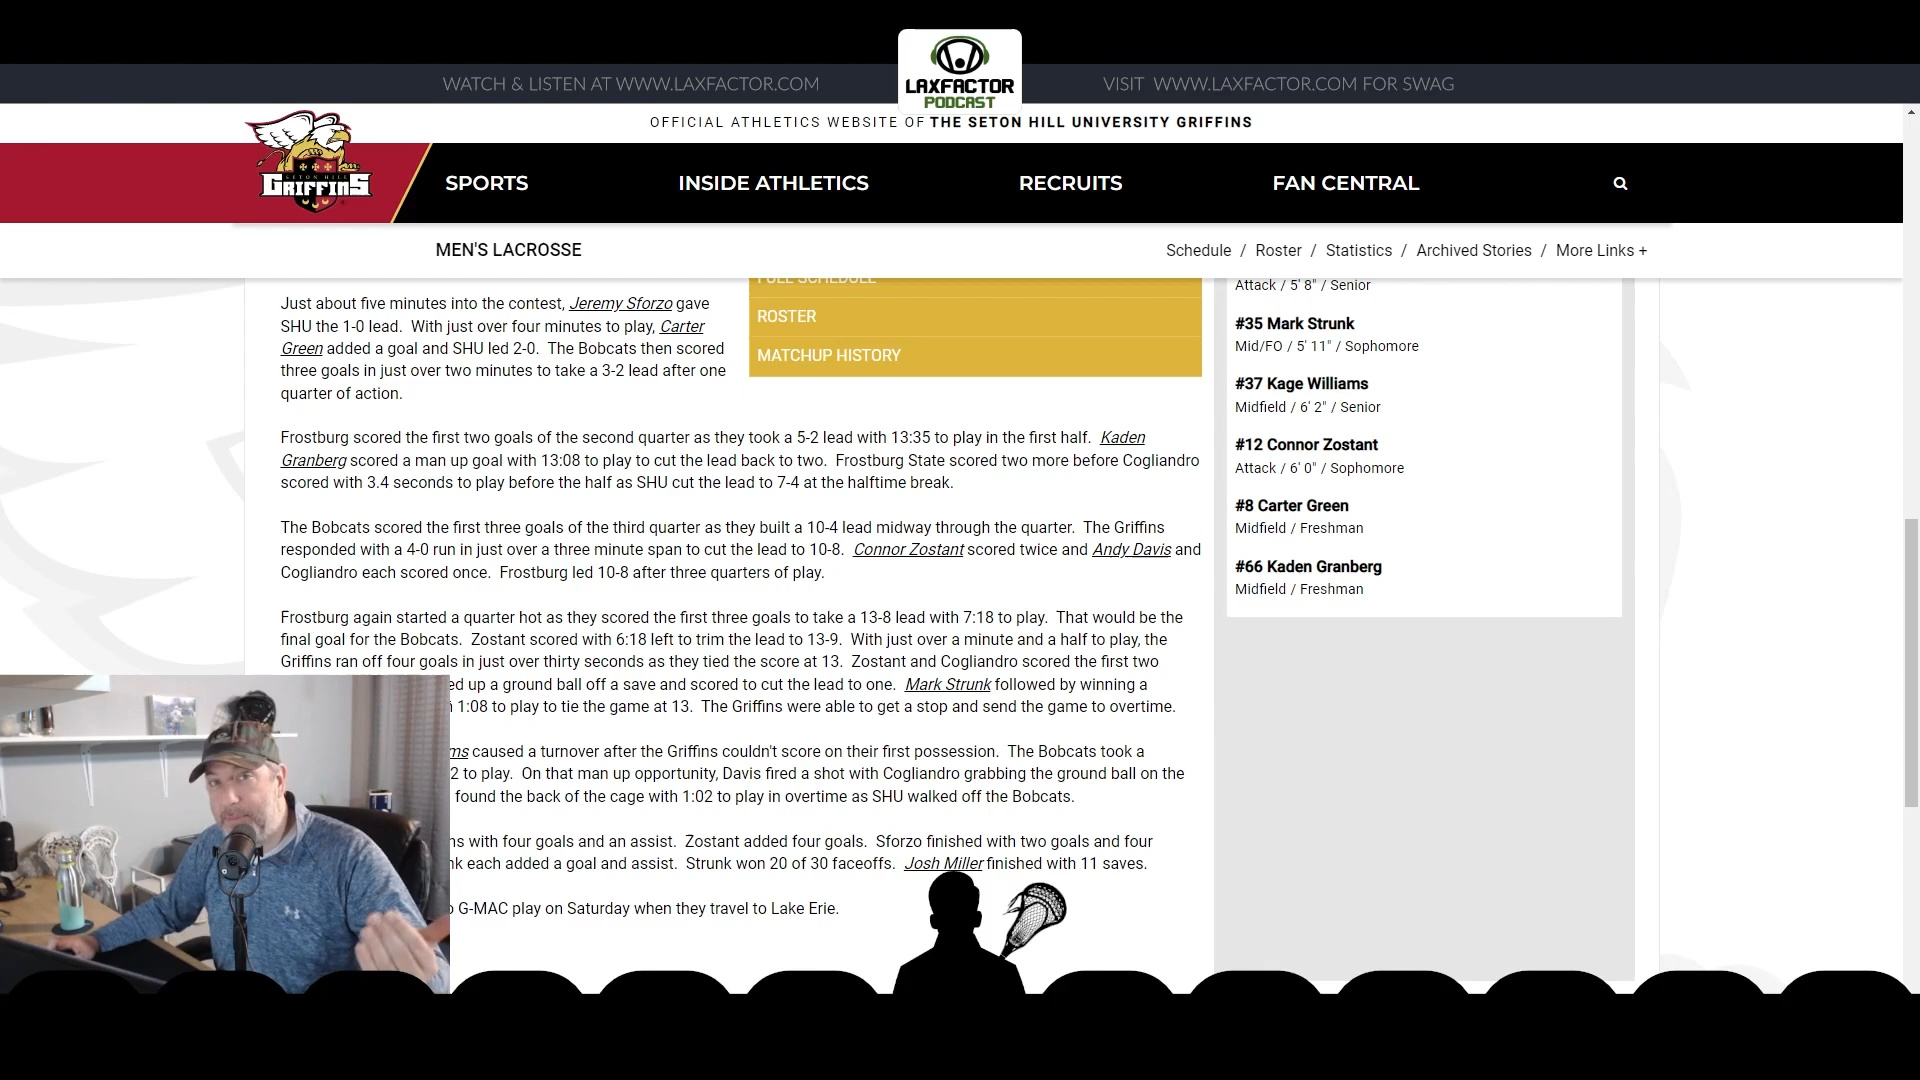 WATCH & LISTEN AT WWW.LAXFACTOR.COM
LAXFACTOR
PODCAST
VISIT WWW.LAXFACTOR.COM FOR SWAG
OFFICIAL ATHLETICS WEBSITE OF THE SETON HILL UNIVERSITY GRIFFINS
SETON HILL
GRIFFINS
SPORTS
INSIDE ATHLETICS
RECRUITS
FAN CENTRAL
MEN'S LACROSSE
Schedule / Roster / Statistics / Archived Stories / More Links +
Just about five minutes into the contest, Jeremy Sforzo gave
SHU the 1-0 lead. With just over four minutes to play, Carter
Green added a goal and SHU led 2-0. The Bobcats then scored
three goals in just over two minutes to take a 3-2 lead after one
quarter of action.
FULL SCHEDULE
ROSTER
MATCHUP HISTORY
Frostburg scored the first two goals of the second quarter as they took a 5-2 lead with 13:35 to play in the first half. Kaden
Granberg scored a man up goal with 13:08 to play to cut the lead back to two. Frostburg State scored two more before Cogliandro
scored with 3.4 seconds to play before the half as SHU cut the lead to 7-4 at the halftime break.
The Bobcats scored the first three goals of the third quarter as they built a 10-4 lead midway through the quarter. The Griffins
responded with a 4-0 run in just over a three minute span to cut the lead to 10-8. Connor Zostant scored twice and Andy Davis and
Cogliandro each scored once. Frostburg led 10-8 after three quarters of play.
Frostburg again started a quarter hot as they scored the first three goals to take a 13-8 lead with 7:18 to play. That would be the
final goal for the Bobcats. Zostant scored with 6:18 left to trim the lead to 13-9. With just over a minute and a half to play, the
Griffins ran off four goals in just over thirty seconds as they tied the score at 13. Zostant and Cogliandro scored the first two
ed up a ground ball off a save and scored to cut the lead to one. Mark Strunk followed by winning a
1:08 to play to tie the game at 13. The Griffins were able to get a stop and send the game to overtime.
ms caused a turnover after the Griffins couldn't score on their first possession. The Bobcats took a
2 to play. On that man up opportunity, Davis fired a shot with Cogliandro grabbing the ground ball on the
found the back of the cage with 1:02 to play in overtime as SHU walked off the Bobcats.
ns with four goals and an assist. Zostant added four goals. Sforzo finished with two goals and four
nk each added a goal and assist. Strunk won 20 of 30 faceoffs. Josh Miller finished with 11 saves.
G-MAC play on Saturday when they travel to Lake Erie.
Attack / 5' 8" / Senior
#35 Mark Strunk
Mid/FO / 5' 11" / Sophomore
#37 Kage Williams
Midfield / 6' 2" / Senior
#12 Connor Zostant
Attack / 6' 0" / Sophomore
#8 Carter Green
Midfield / Freshman
#66 Kaden Granberg
Midfield / Freshman